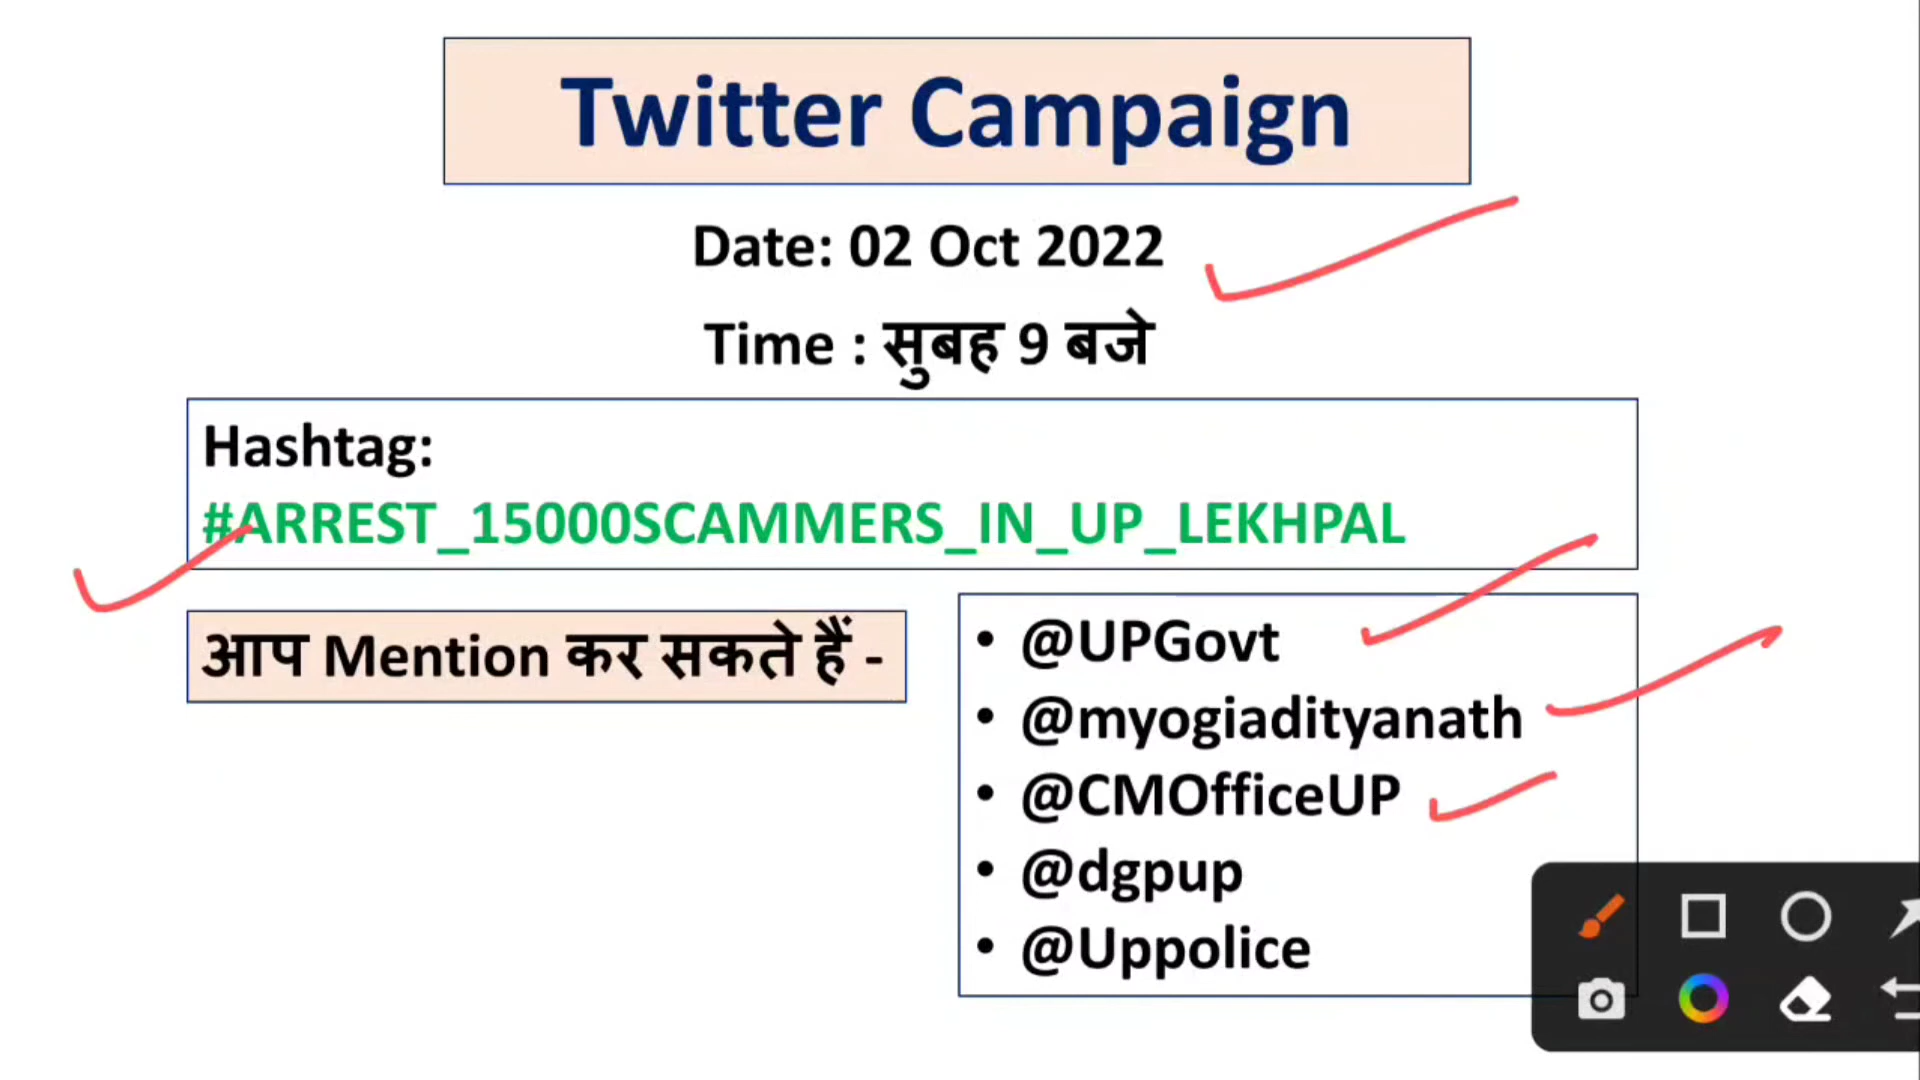 Twitter Campaign
Date: 02 Oct 2022
Time : सुबह 9 बजे
Hashtag:
#ARREST_15000SCAMMERS_IN_UP_LEKHPAL
आप Mention कर सकते हैं -
• @UPGovt
• @myogiadityanath
• @CMOfficeUP
• @dgpup
• @Uppolice